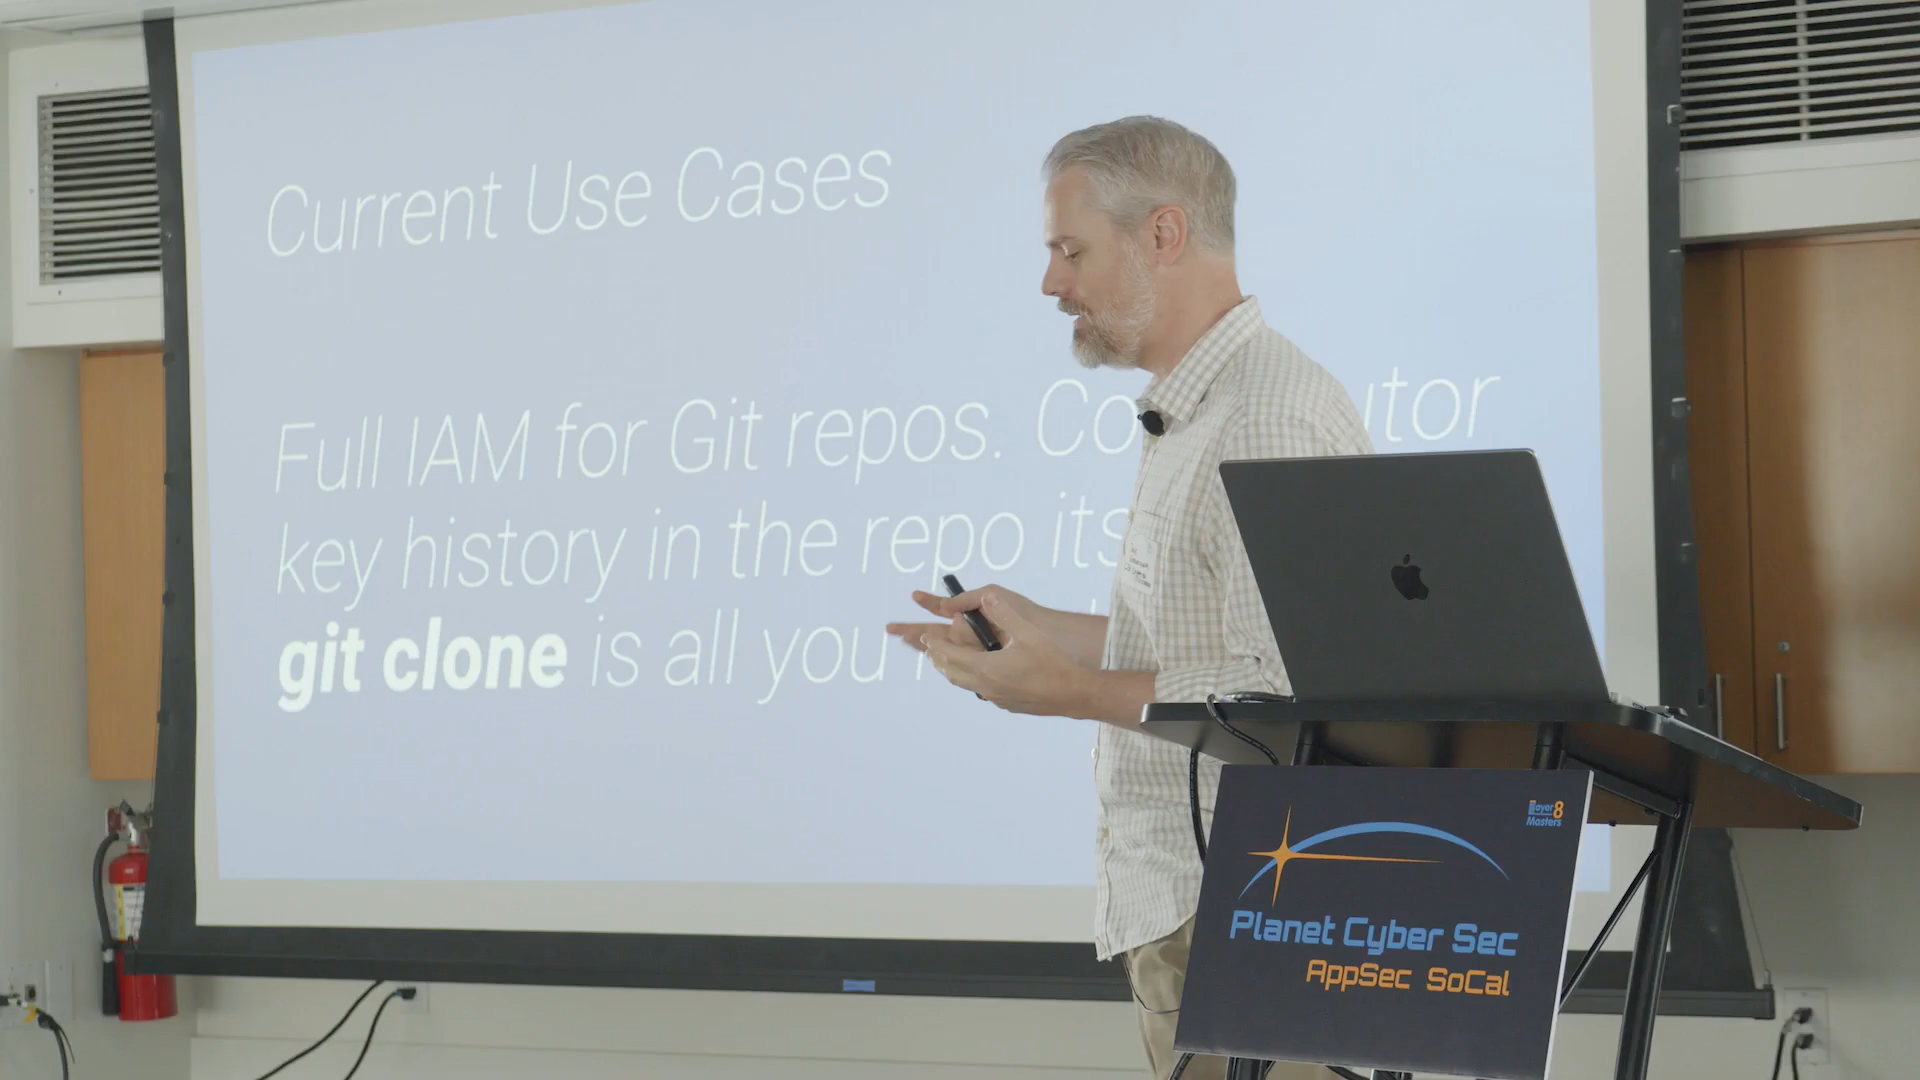 Current Use Cases
Full IAM for Git repos. Co utor
key history in the repo its
git clone is all you
Layer 8
Masters
Planet Cyber Sec
AppSec SoCal